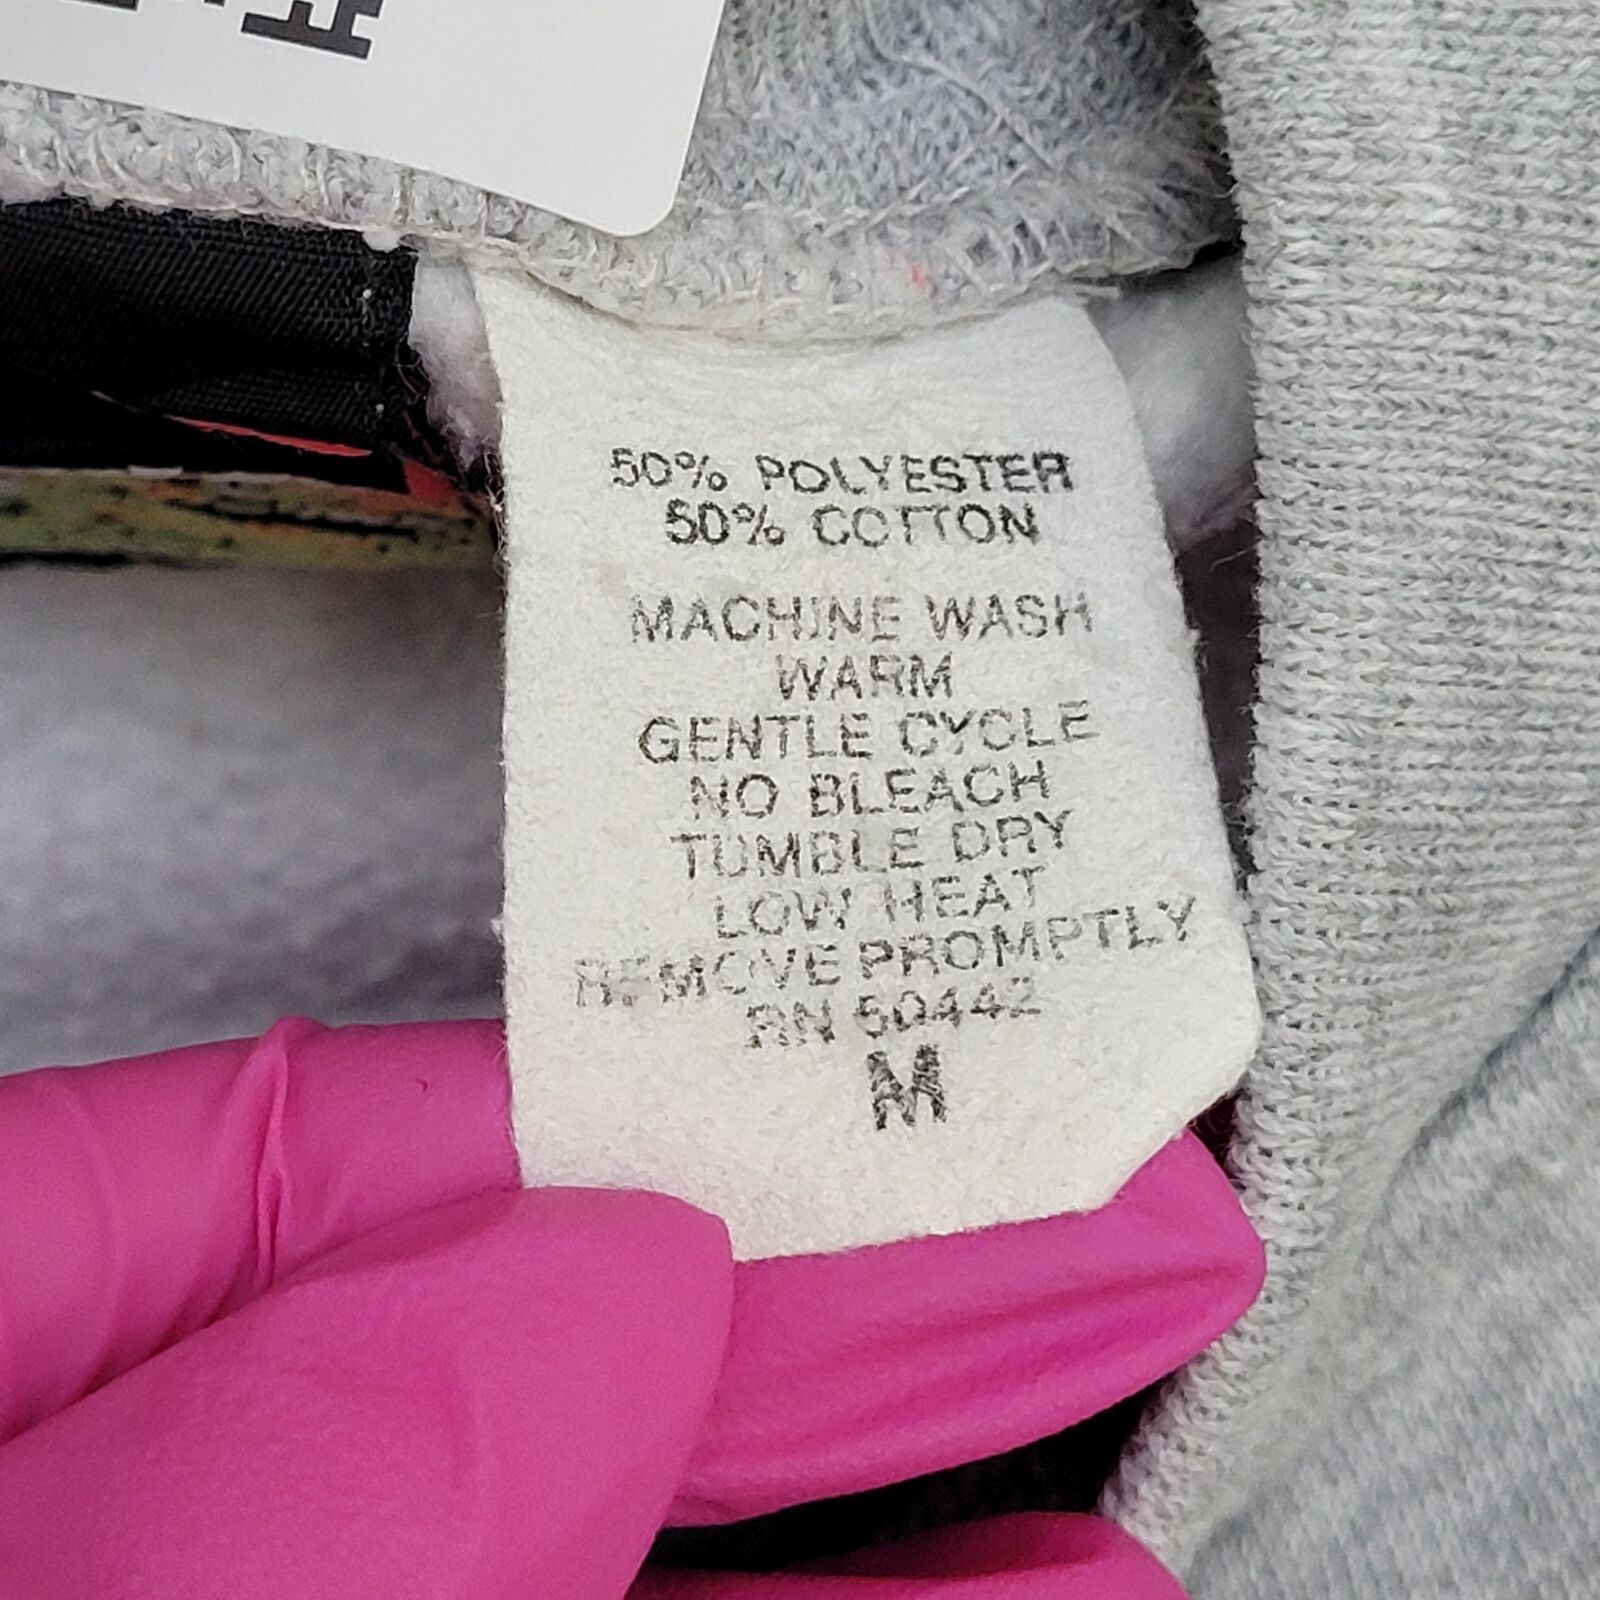 50% POLYESTER
50% COTTON
MACHINE WASH
WARM
GENTLE CYCLE
NO BLEACH
TUMBLE DRY
LOW HEAT
REMOVE PROMPTLY
RN 50442
M